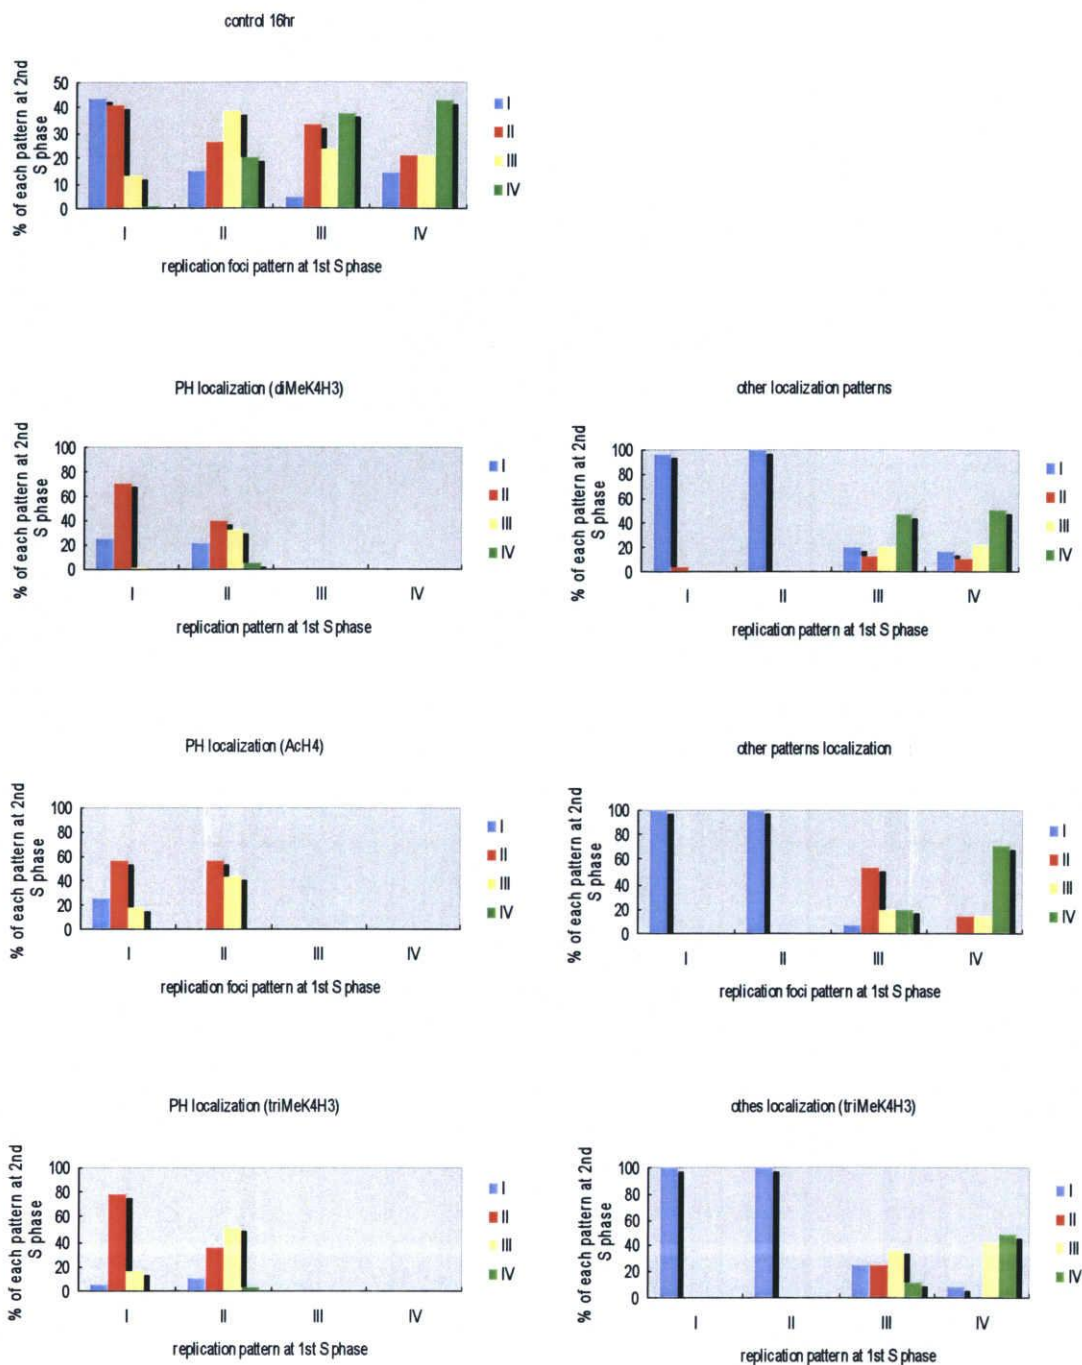 control 16hr
% of each pattern at 2nd
S phase
50
40
30
20
10
0
I II III IV
replication foci pattern at 1st S phase
I
II
III
IV
PH localization (diMeK4H3)
% of each pattern at 2nd
S phase
100
80
60
40
20
0
I II III IV
replication pattern at 1st S phase
I
II
III
IV
other localization patterns
% of each pattern at 2nd
S phase
100
80
60
40
20
0
I II III IV
replication pattern at 1st S phase
I
II
III
IV
PH localization (AcH4)
% of each pattern at 2nd
S phase
100
80
60
40
20
0
I II III IV
replication foci pattern at 1st S phase
I
II
III
IV
other patterns localization
% of each pattern at 2nd
S phase
100
80
60
40
20
0
I II III IV
replication foci pattern at 1st S phase
I
II
III
IV
PH localization (triMeK4H3)
% of each pattern at 2nd
S phase
100
80
60
40
20
0
I II III IV
replication pattern at 1st S phase
I
II
III
IV
othes localization (triMeK4H3)
% of each pattern at 2nd
S phase
100
80
60
40
20
0
I II III IV
replication pattern at 1st S phase
I
II
III
IV